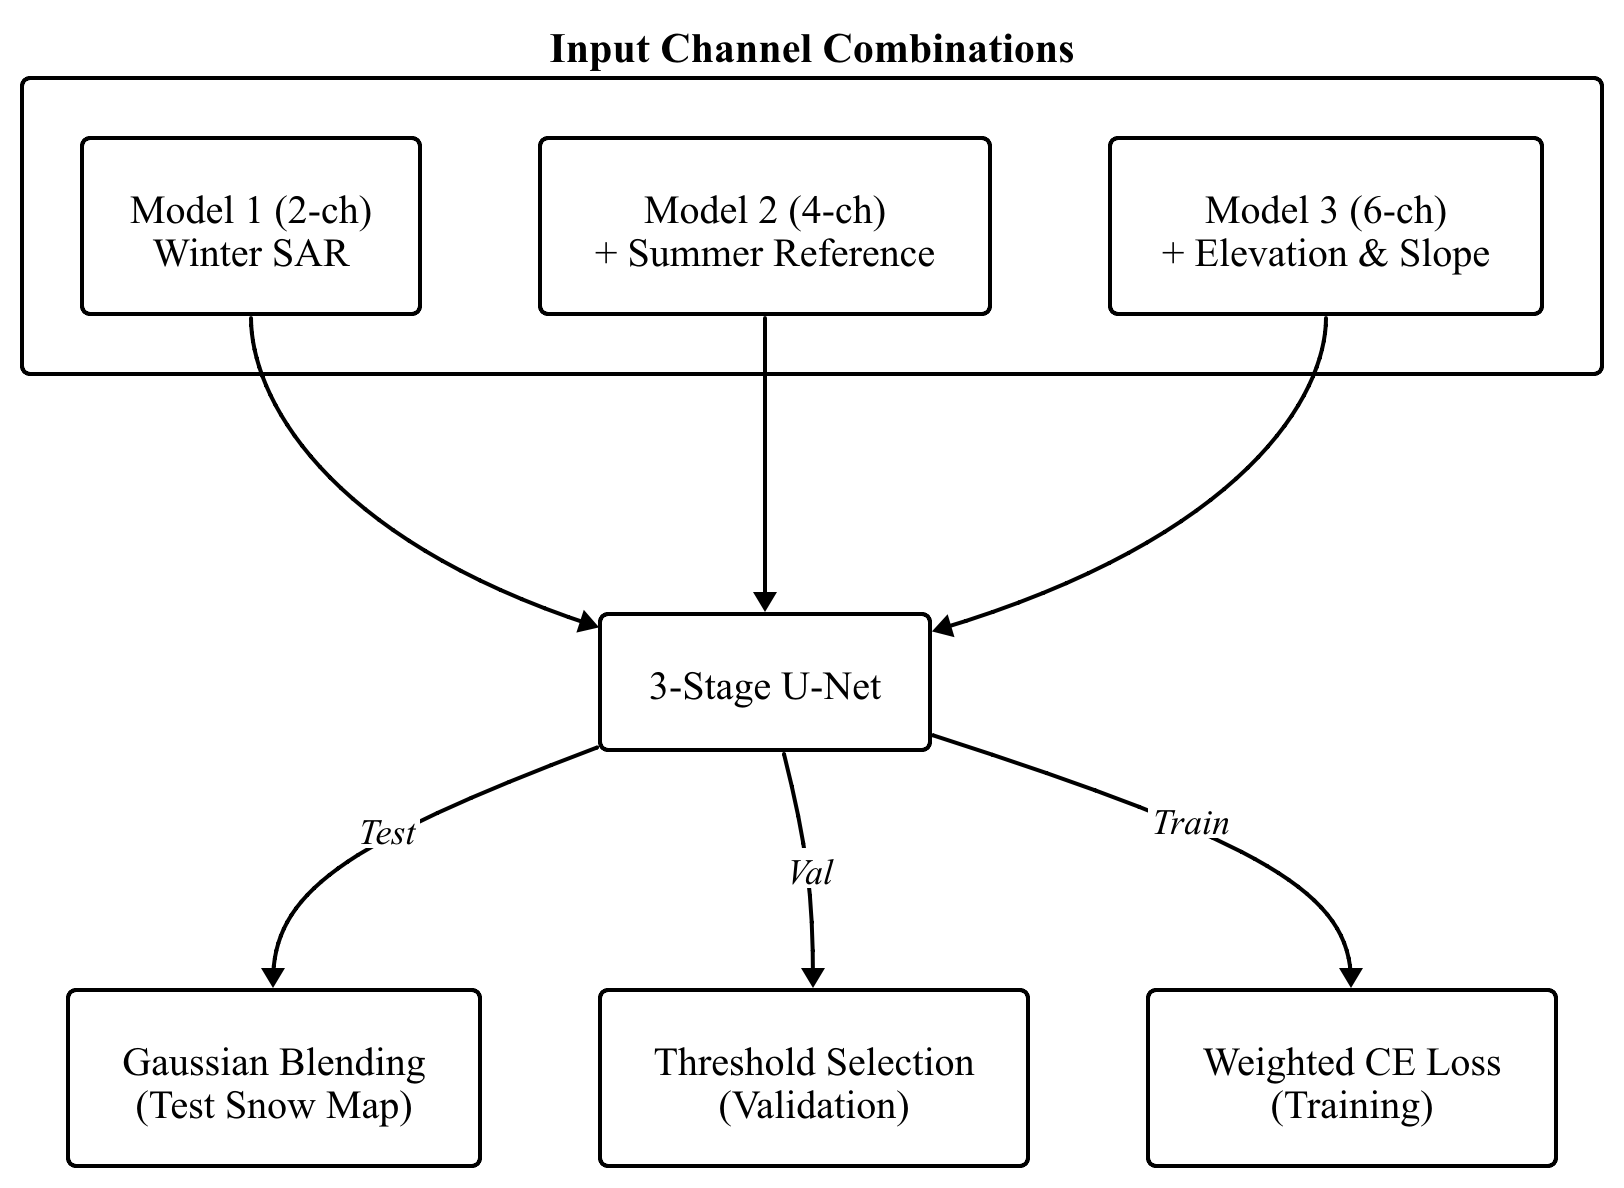 Input Channel Combinations
Model 1 (2-ch)
Winter SAR
Model 2 (4-ch)
+ Summer Reference
Model 3 (6-ch)
+ Elevation & Slope
3-Stage U-Net
Test
Val
Train
Gaussian Blending
(Test Snow Map)
Threshold Selection
(Validation)
Weighted CE Loss
(Training)